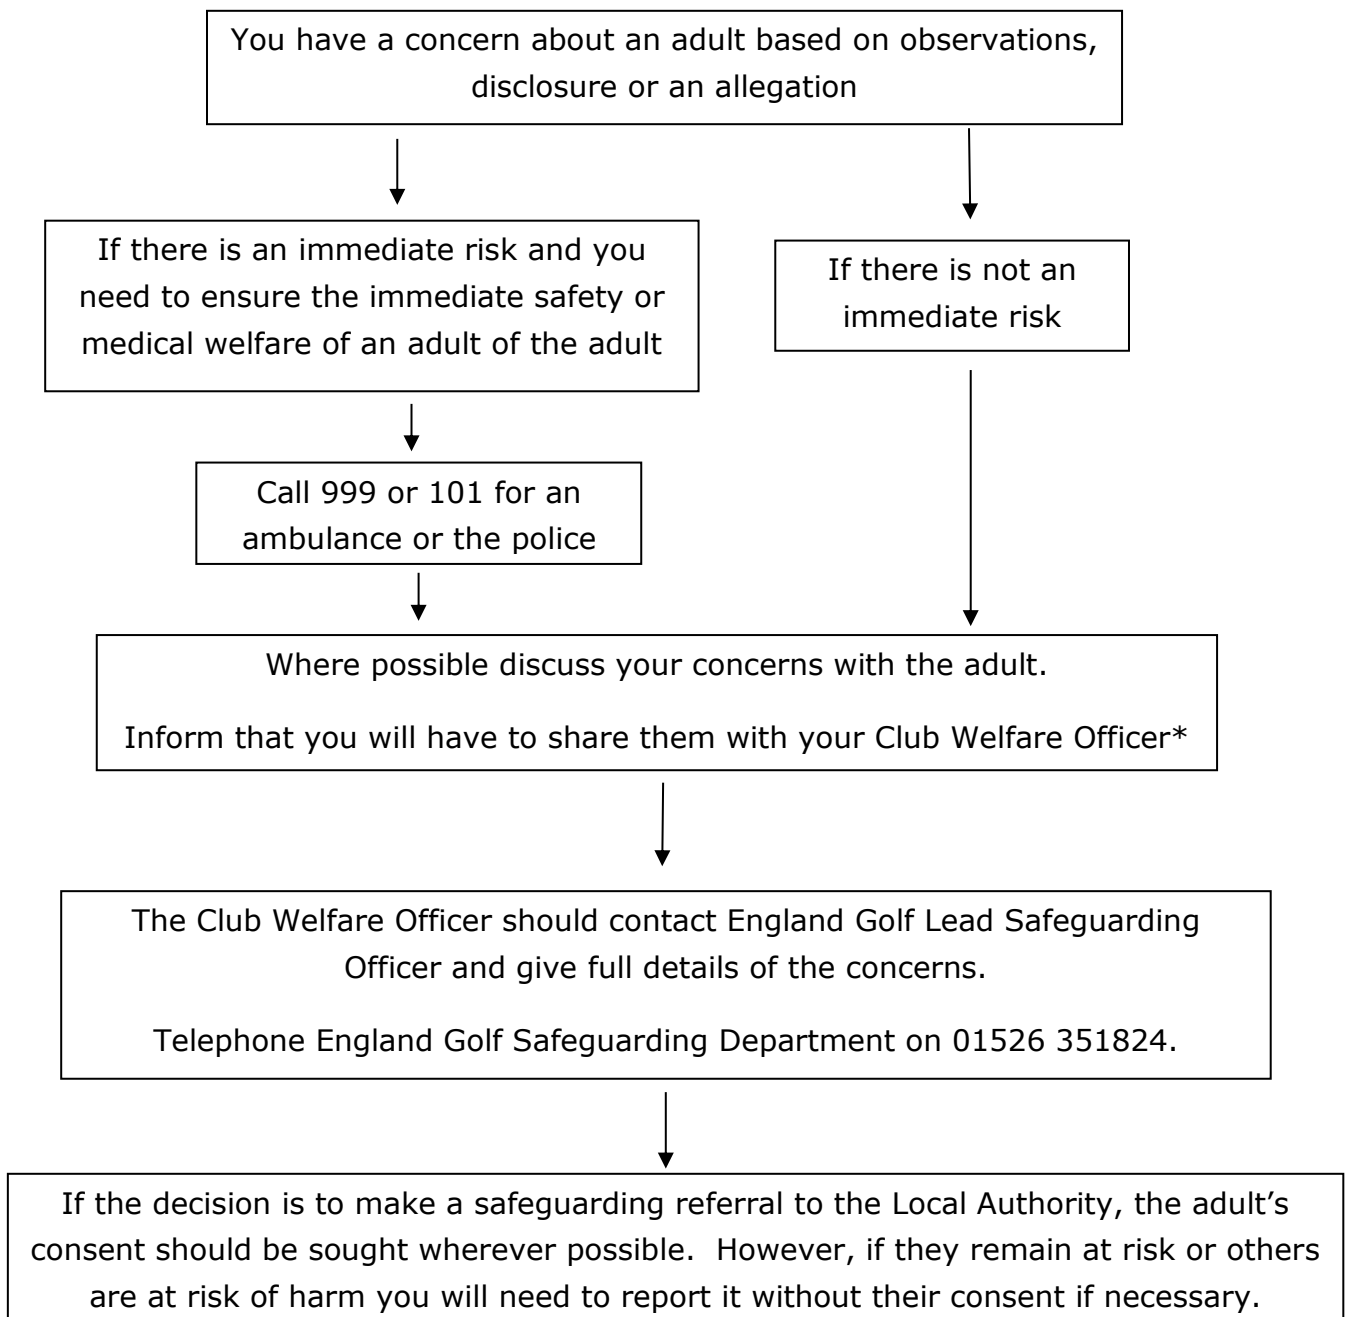 You have a concern about an adult based on observations,
disclosure or an allegation
If there is an immediate risk and you
need to ensure the immediate safety or
medical welfare of an adult of the adult
If there is not an
immediate risk
Call 999 or 101 for an
ambulance or the police
Where possible discuss your concerns with the adult.
Inform that you will have to share them with your Club Welfare Officer*
The Club Welfare Officer should contact England Golf Lead Safeguarding
Officer and give full details of the concerns.
Telephone England Golf Safeguarding Department on 01526 351824.
If the decision is to make a safeguarding referral to the Local Authority, the adult’s
consent should be sought wherever possible.  However, if they remain at risk or others
are at risk of harm you will need to report it without their consent if necessary.